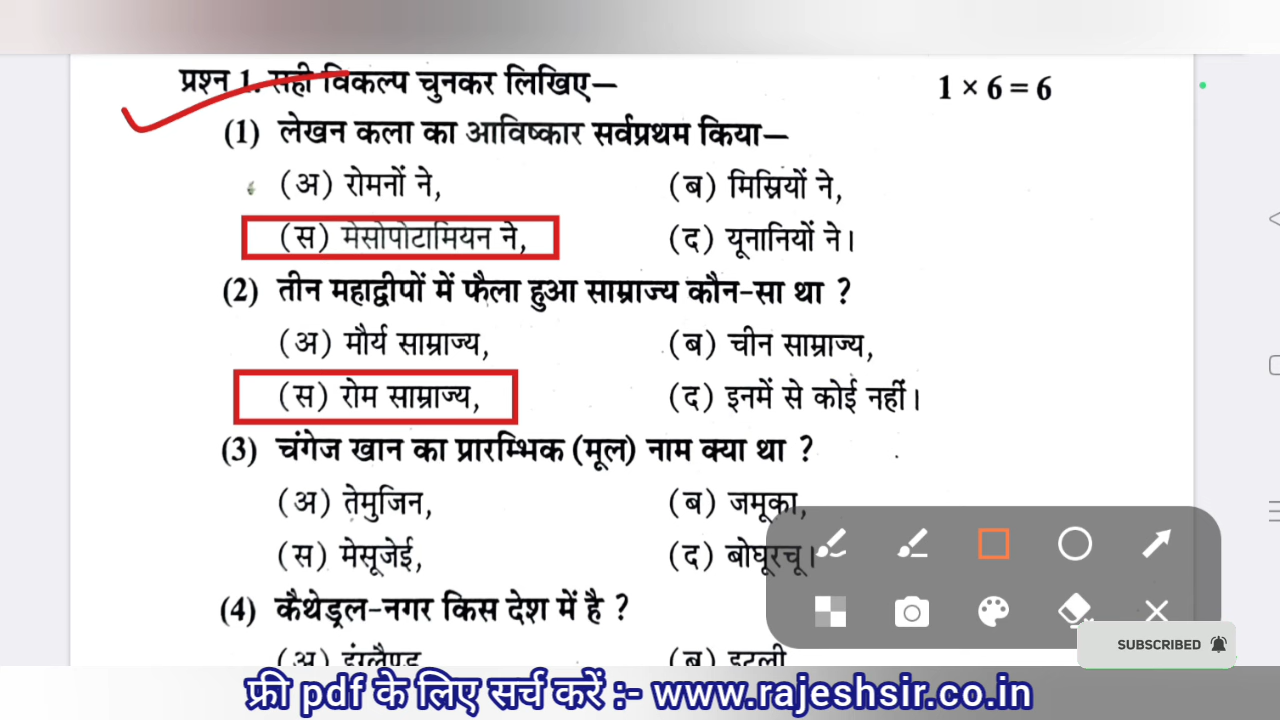 प्रश्न 1. सही विकल्प चुनकर लिखिए— 1 × 6 = 6
(1) लेखन कला का आविष्कार सर्वप्रथम किया—
(अ) रोमनों ने, (ब) मिस्रियों ने,
(स) मेसोपोटामियन ने, (द) यूनानियों ने।
(2) तीन महाद्वीपों में फैला हुआ साम्राज्य कौन-सा था ?
(अ) मौर्य साम्राज्य, (ब) चीन साम्राज्य,
(स) रोम साम्राज्य, (द) इनमें से कोई नहीं।
(3) चंगेज खान का प्रारम्भिक (मूल) नाम क्या था ?
(अ) तेमुजिन, (ब) जमूका,
(स) मेसूजेई, (द) बोघूरचू।
(4) कैथेड्रल-नगर किस देश में है ?
(अ) इंग्लैण्ड (ब) इटली
SUBSCRIBED
फ्री pdf के लिए सर्च करें :- www.rajeshsir.co.in